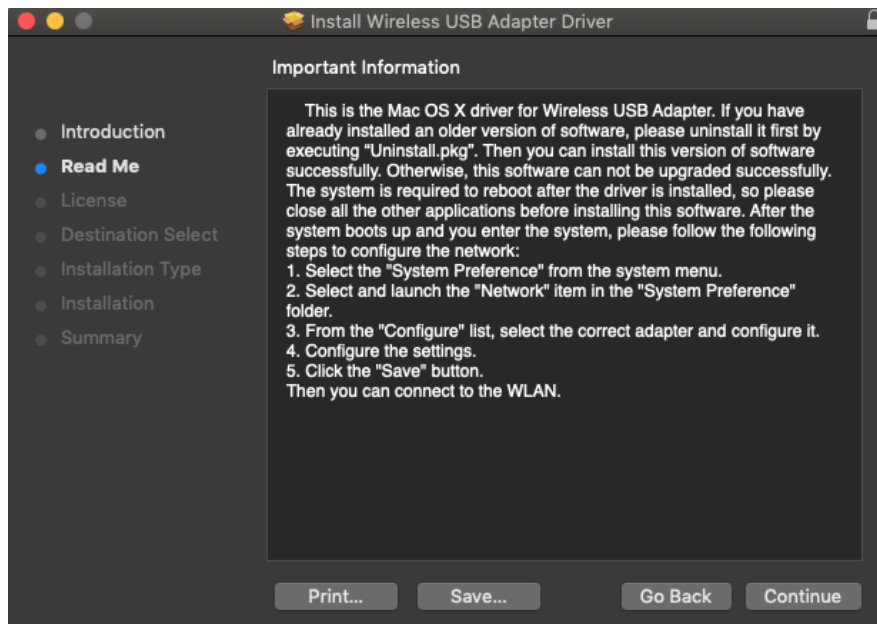 Install Wireless USB Adapter Driver
Important Information
Introduction
Read Me
License
Destination Select
Installation Type
Installation
Summary
This is the Mac OS X driver for Wireless USB Adapter. If you have
already installed an older version of software, please uninstall it first by
executing “Uninstall.pkg”. Then you can install this version of software
successfully. Otherwise, this software can not be upgraded successfully.
The system is required to reboot after the driver is installed, so please
close all the other applications before installing this software. After the
system boots up and you enter the system, please follow the following
steps to configure the network:
1. Select the "System Preference" from the system menu.
2. Select and launch the "Network" item in the "System Preference"
folder.
3. From the "Configure" list, select the correct adapter and configure it.
4. Configure the settings.
5. Click the "Save" button.
Then you can connect to the WLAN.
Print...
Save...
Go Back
Continue